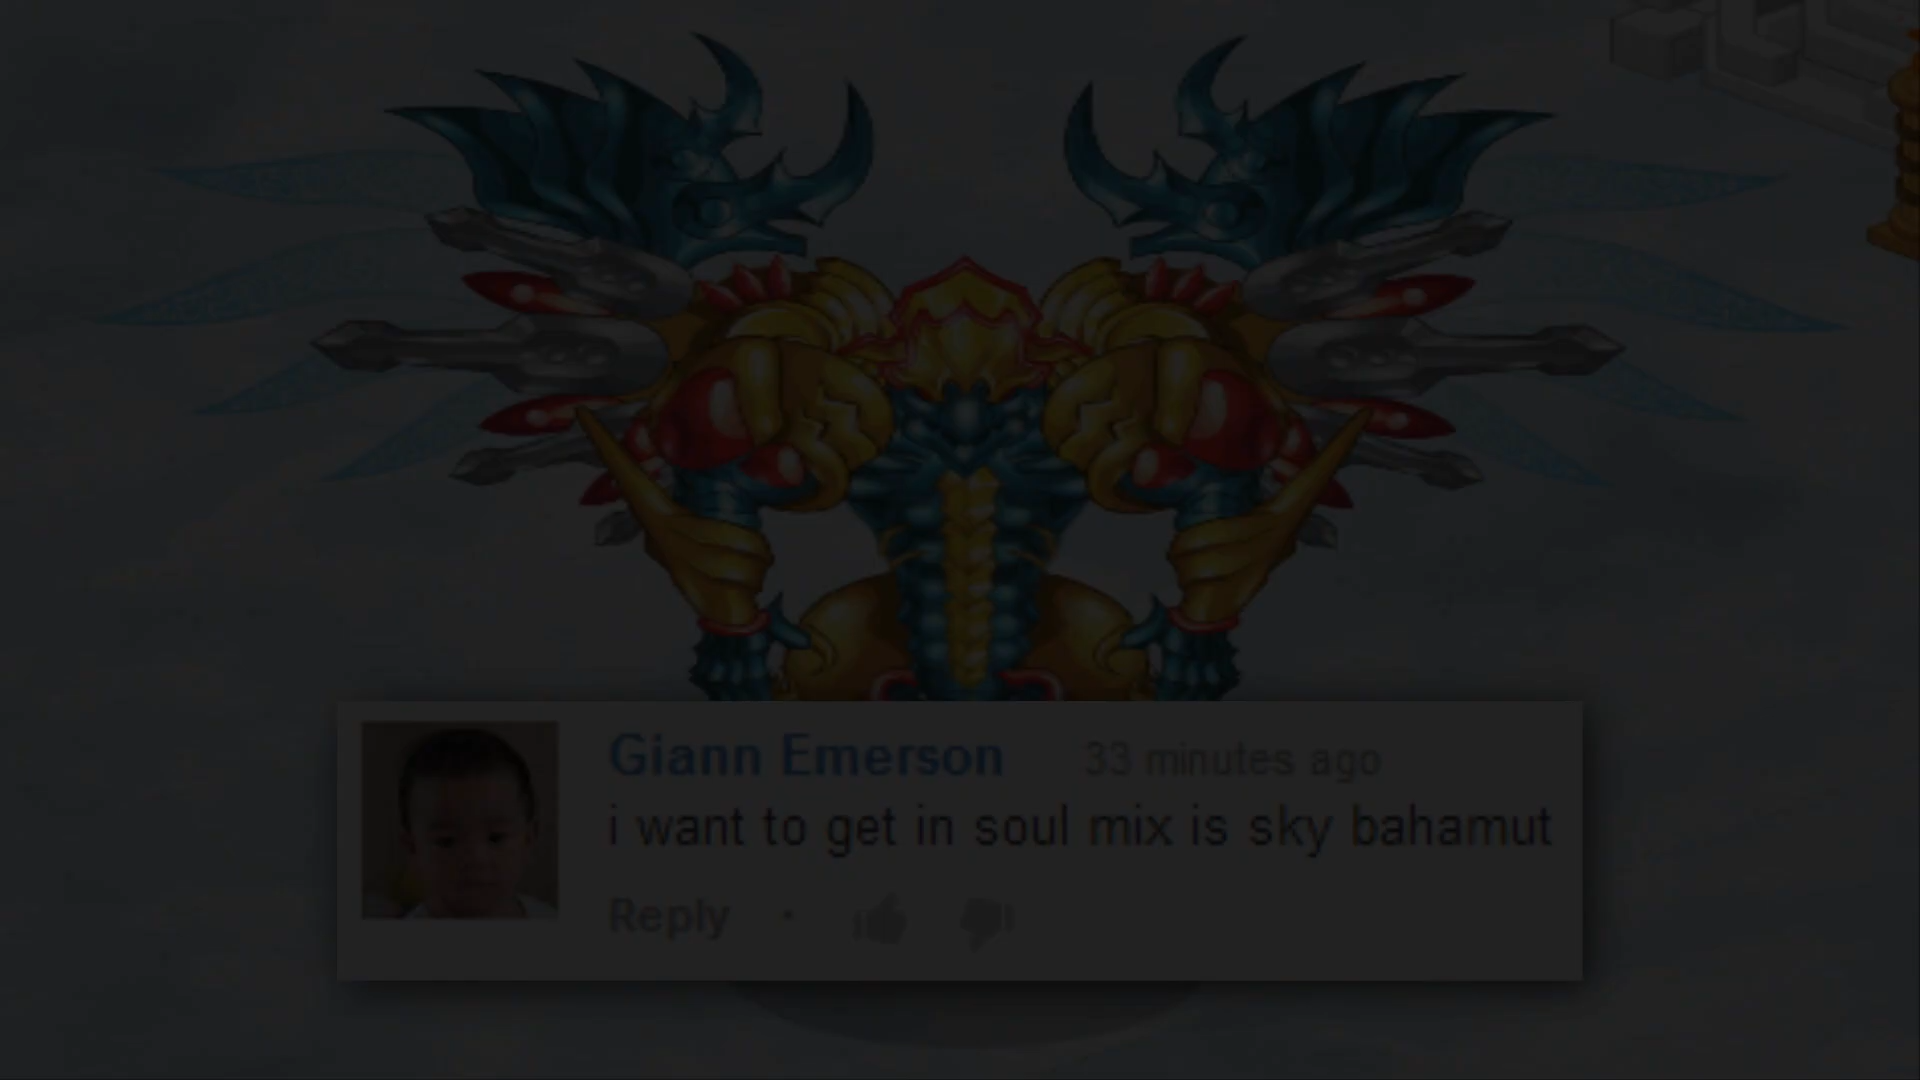 Giann Emerson 33 minutes ago
i want to get in soul mix is sky bahamut
Reply ·